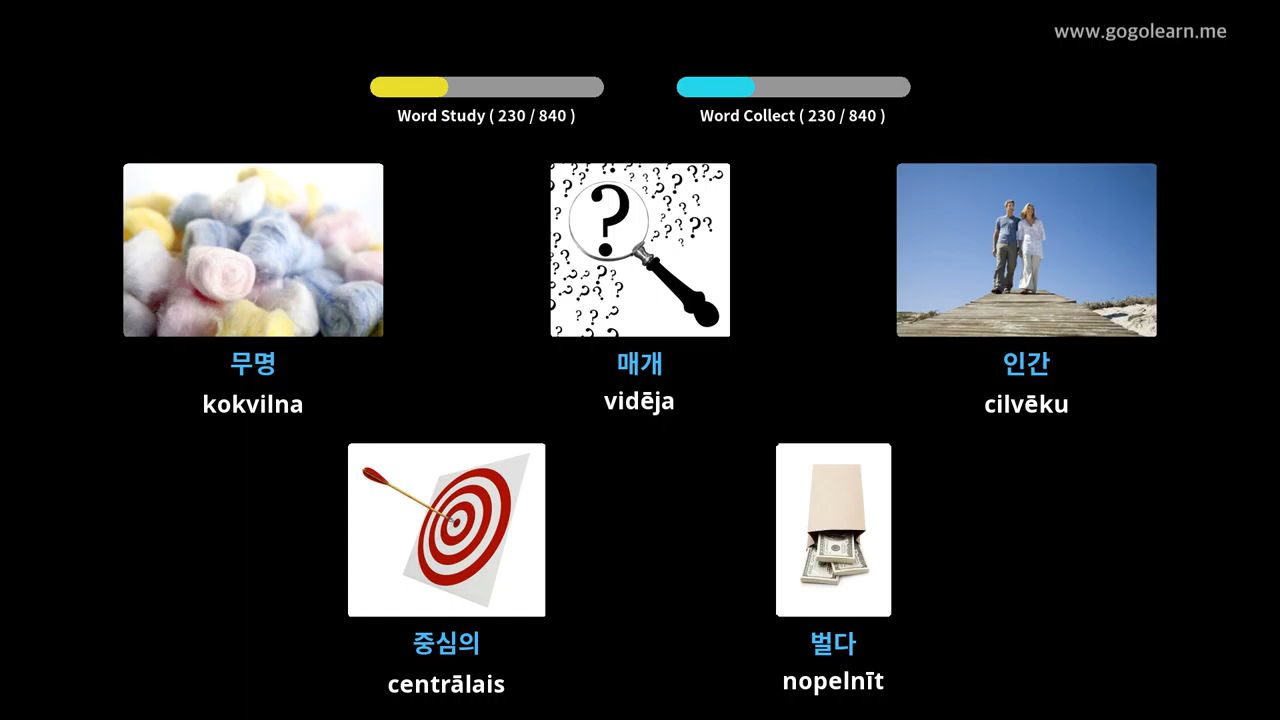 www.gogolearn.me
Word Study ( 230 / 840 )
Word Collect ( 230 / 840 )
무명
kokvilna
매개
vidēja
인간
cilvēku
중심의
centrālais
벌다
nopelnīt